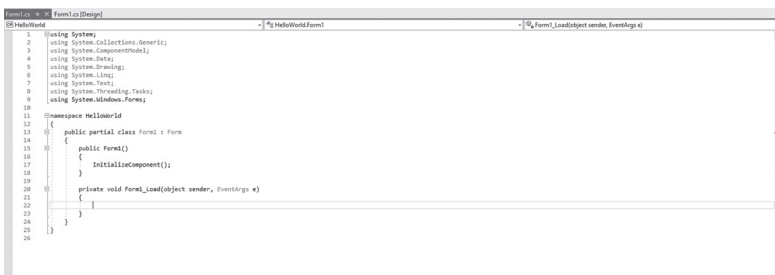 Form1.cs Form1.cs [Design]
HelloWorld HelloWorld.Form1 Form1_Load(object sender, EventArgs e)
1 using System;
2 using System.Collections.Generic;
3 using System.ComponentModel;
4 using System.Data;
5 using System.Drawing;
6 using System.Linq;
7 using System.Text;
8 using System.Threading.Tasks;
9 using System.Windows.Forms;
10
11 namespace HelloWorld
12 {
13 public partial class Form1 : Form
14 {
15 public Form1()
16 {
17 InitializeComponent();
18 }
19
20 private void Form1_Load(object sender, EventArgs e)
21 {
22
23 }
24 }
25 }
26